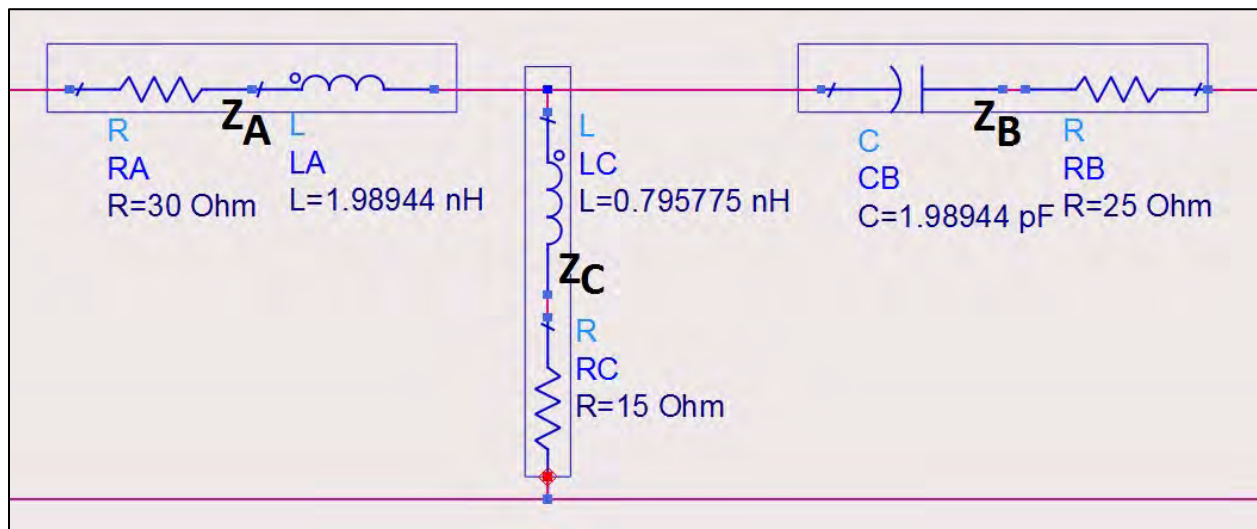 R
RA
R=30 Ohm
ZA
L
LA
L=1.98944 nH
L
LC
L=0.795775 nH
ZC
R
RC
R=15 Ohm
C
CB
C=1.98944 pF
ZB
R
RB
R=25 Ohm